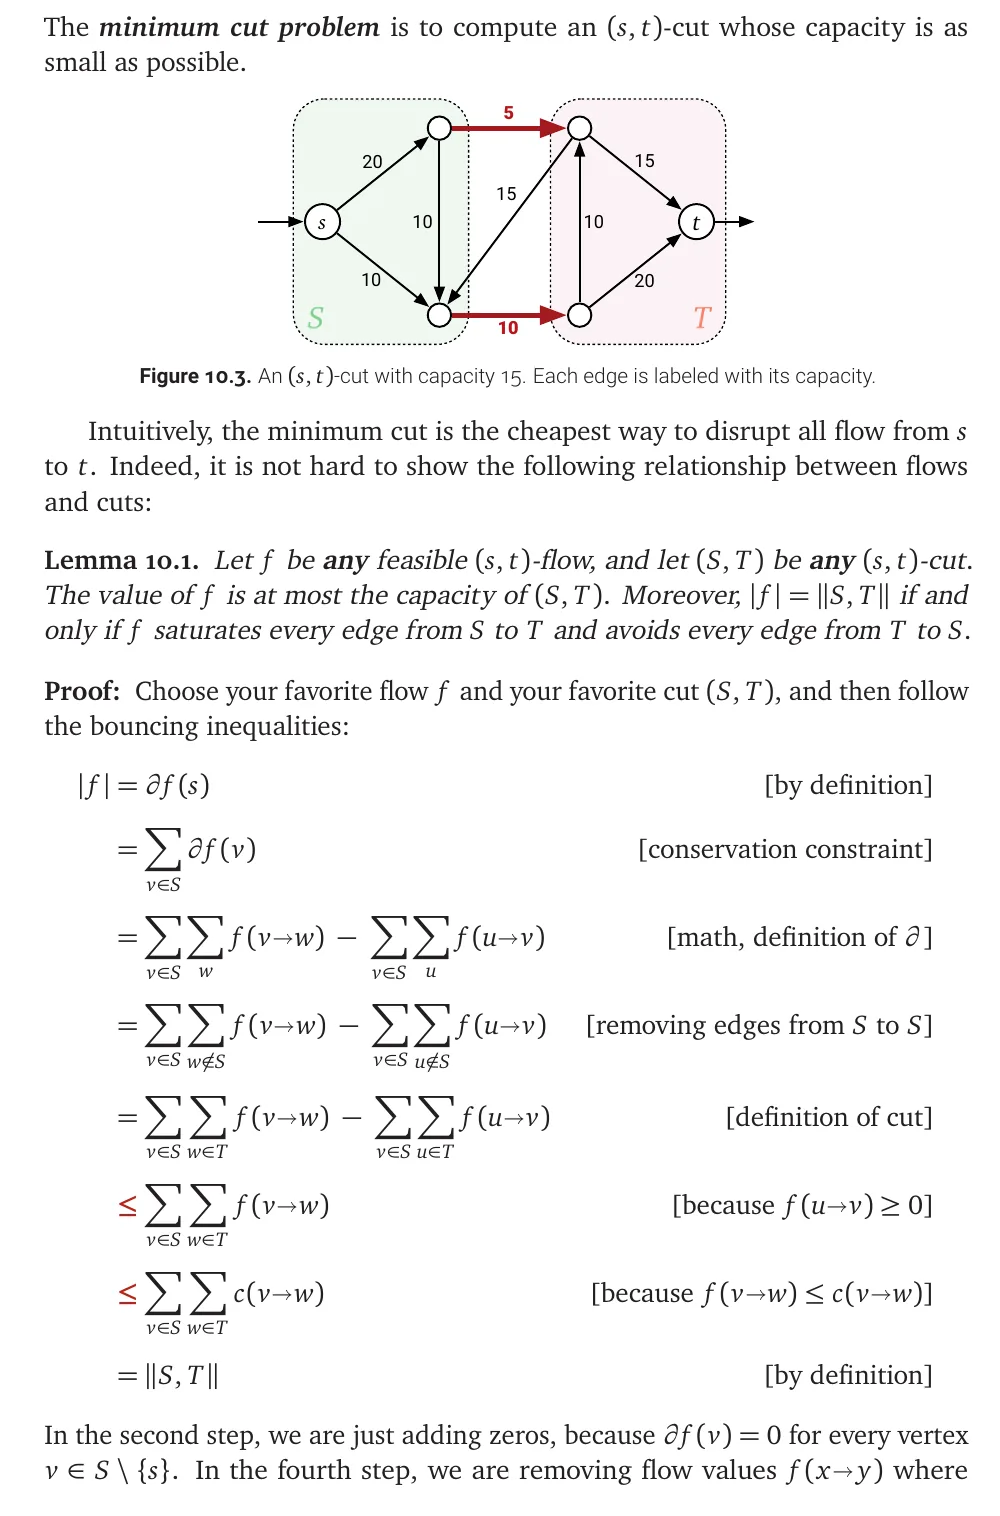 The minimum cut problem is to compute an (s, t)-cut whose capacity is as
small as possible.
5
20
15
15
s
10
10
t
10
20
S
10
T
Figure 10.3. An (s, t)-cut with capacity 15. Each edge is labeled with its capacity.
Intuitively, the minimum cut is the cheapest way to disrupt all flow from s
to t. Indeed, it is not hard to show the following relationship between flows
and cuts:
Lemma 10.1. Let f be any feasible (s, t)-flow, and let (S, T) be any (s, t)-cut.
The value of f is at most the capacity of (S, T). Moreover, |f| = ‖S, T‖ if and
only if f saturates every edge from S to T and avoids every edge from T to S.
Proof: Choose your favorite flow f and your favorite cut (S, T), and then follow
the bouncing inequalities:
|f| = ∂f(s) [by definition]
= ∑_{v∈S} ∂f(v) [conservation constraint]
= ∑_{v∈S} ∑_{w} f(v→w) − ∑_{v∈S} ∑_{u} f(u→v) [math, definition of ∂]
= ∑_{v∈S} ∑_{w∉S} f(v→w) − ∑_{v∈S} ∑_{u∉S} f(u→v) [removing edges from S to S]
= ∑_{v∈S} ∑_{w∈T} f(v→w) − ∑_{v∈S} ∑_{u∈T} f(u→v) [definition of cut]
≤ ∑_{v∈S} ∑_{w∈T} f(v→w) [because f(u→v) ≥ 0]
≤ ∑_{v∈S} ∑_{w∈T} c(v→w) [because f(v→w) ≤ c(v→w)]
= ‖S, T‖ [by definition]
In the second step, we are just adding zeros, because ∂f(v) = 0 for every vertex
v ∈ S \ {s}. In the fourth step, we are removing flow values f(x→y) where